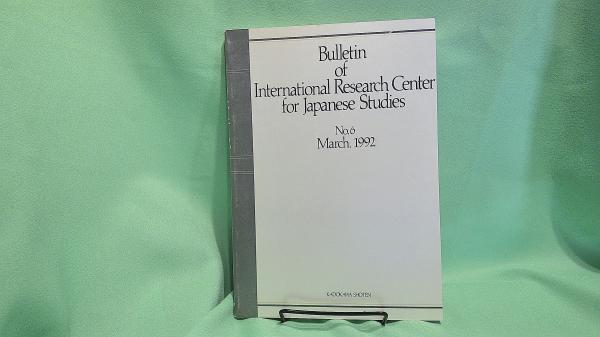 Bulletin
of
International Research Center
for Japanese Studies
No.6
March, 1992
KADOKAWA SHOTEN